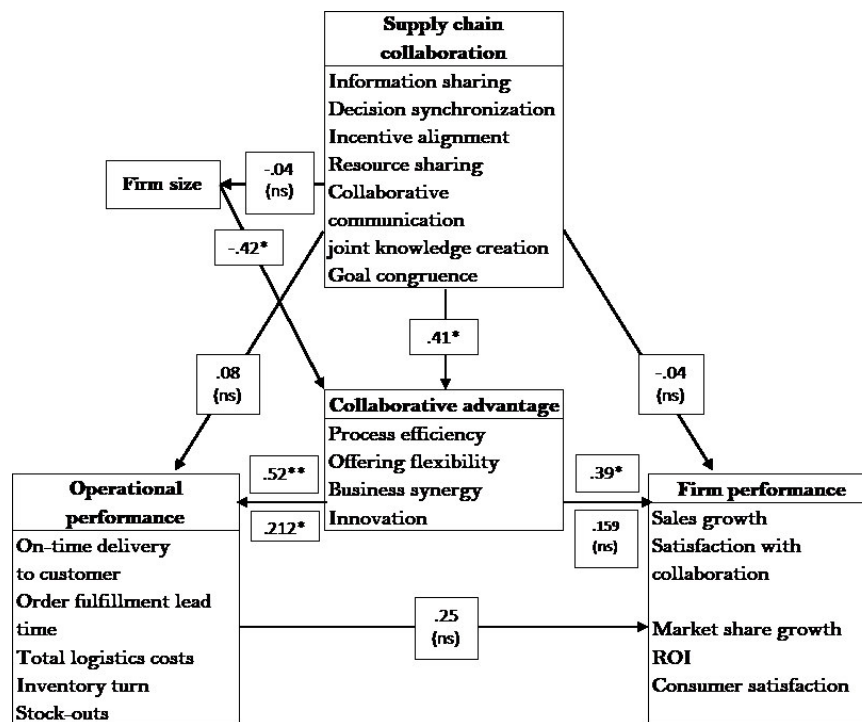 Supply chain
collaboration
Information sharing
Decision synchronization
Incentive alignment
Resource sharing
Collaborative
communication
joint knowledge creation
Goal congruence
Firm size
-.04
(ns)
-.42*
.41*
.08
(ns)
-.04
(ns)
Collaborative advantage
Process efficiency
Offering flexibility
Business synergy
Innovation
.52**
.212*
.39*
.159
(ns)
Operational
performance
On-time delivery
to customer
Order fulfillment lead
time
Total logistics costs
Inventory turn
Stock-outs
.25
(ns)
Firm performance
Sales growth
Satisfaction with
collaboration
Market share growth
ROI
Consumer satisfaction